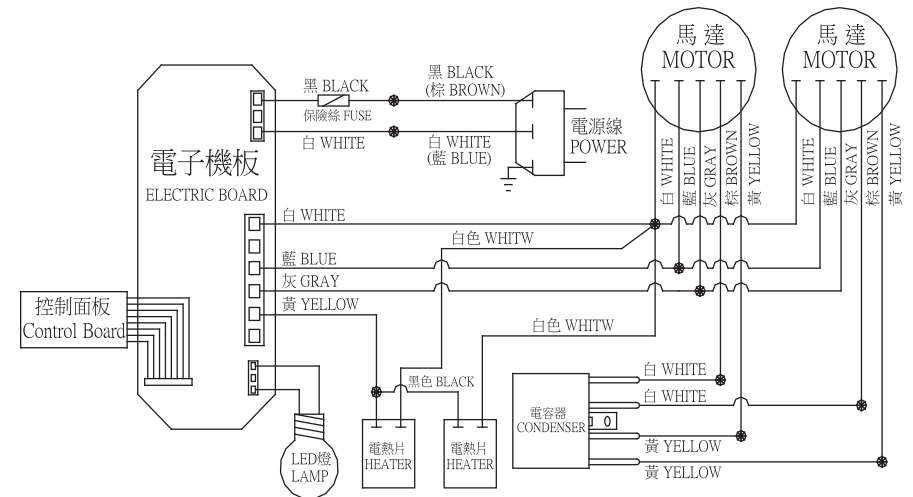 馬 達
MOTOR
馬 達
MOTOR
黑 BLACK
保險絲 FUSE
白 WHITE
黑 BLACK
(棕 BROWN)
白 WHITE
(藍 BLUE)
電源線
POWER
電子機板
ELECTRIC BOARD
白 WHITE
藍 BLUE
灰 GRAY
棕 BROWN
黃 YELLOW
白 WHITE
藍 BLUE
灰 GRAY
棕 BROWN
黃 YELLOW
白 WHITE
白色 WHITW
藍 BLUE
灰 GRAY
黃 YELLOW
控制面板
Control Board
白色 WHITW
黑色 BLACK
白 WHITE
白 WHITE
電容器
CONDENSER
黃 YELLOW
黃 YELLOW
LED燈
LAMP
電熱片
HEATER
電熱片
HEATER